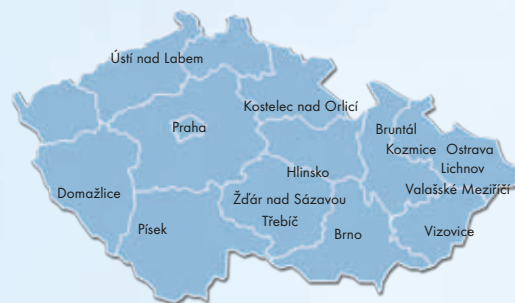 Ústí nad Labem
Kostelec nad Orlicí
Praha
Bruntál
Ostrava
Kozmice
Lichnov
Hlinsko
Valašské Meziříčí
Domažlice
Žďár nad Sázavou
Třebíč
Písek
Brno
Vizovice